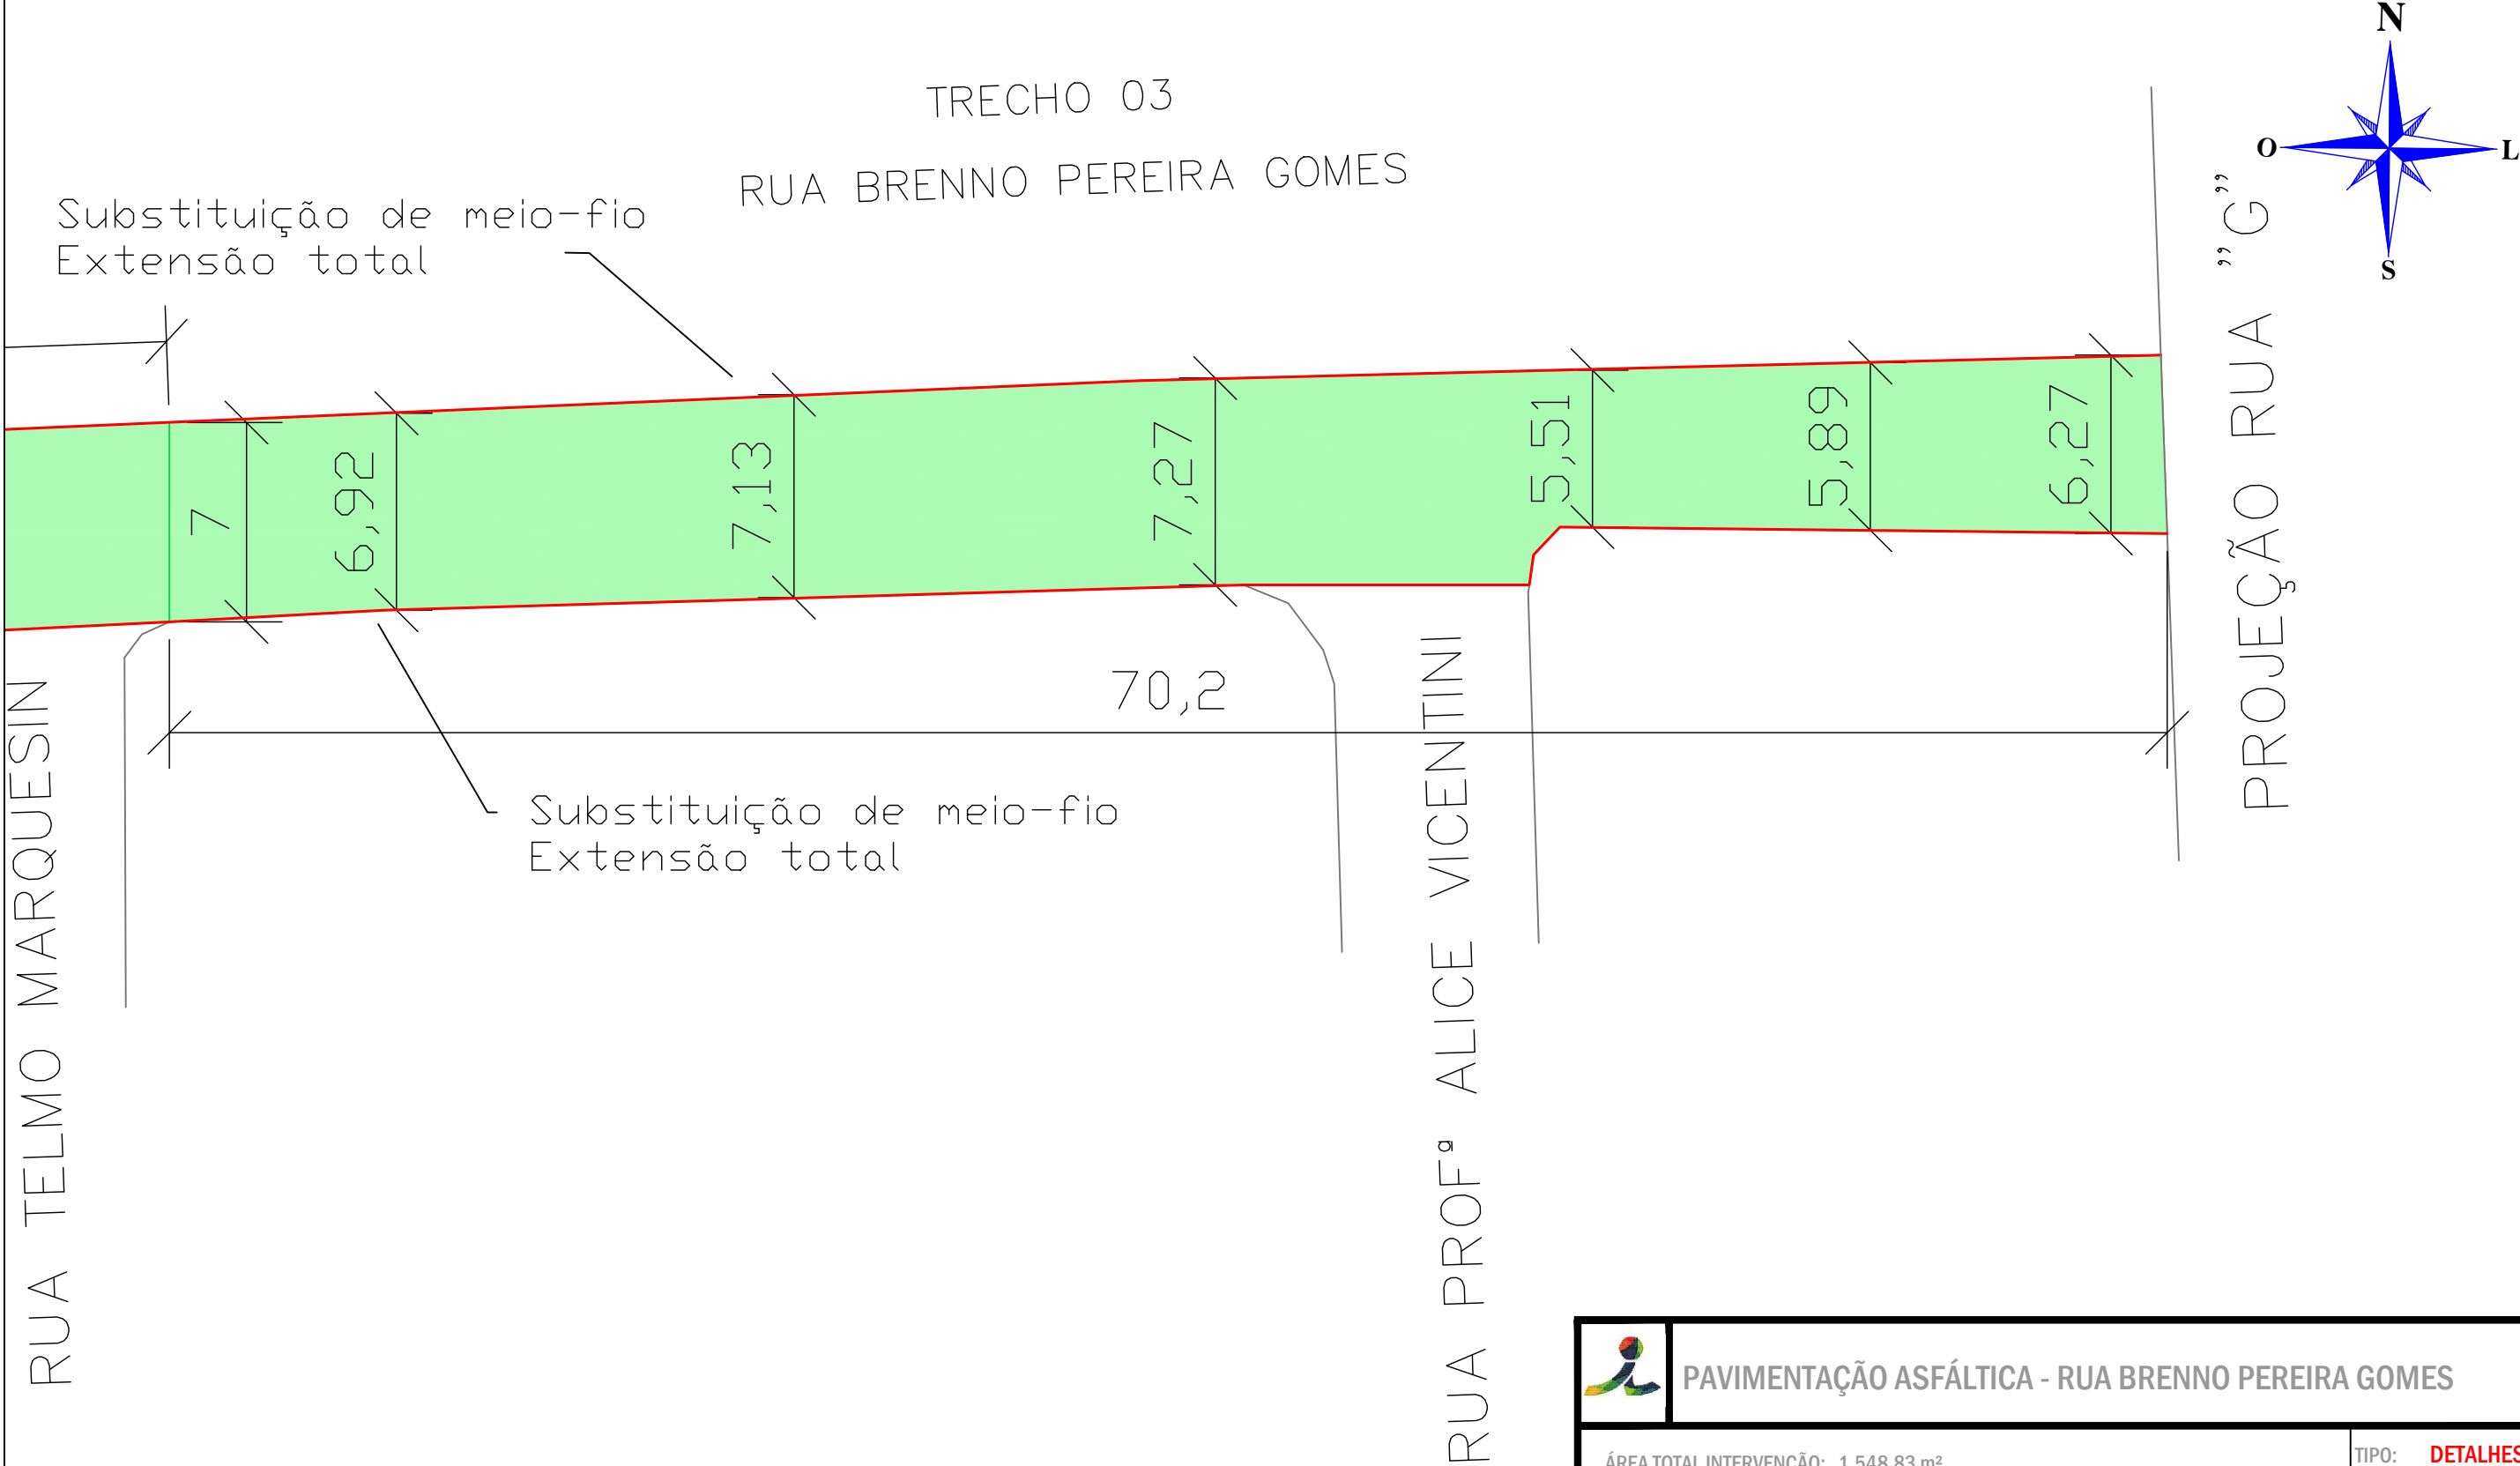 N
O
L
S
TRECHO 03
RUA BRENNO PEREIRA GOMES
Substituição de meio-fio
Extensão total
7
6,92
7,13
7,27
5,51
5,89
6,27
70,2
Substituição de meio-fio
Extensão total
RUA TELMO MARQUESIN
RUA PROFª ALICE VICENTINI
PROJEÇÃO RUA "G"
PAVIMENTAÇÃO ASFÁLTICA - RUA BRENNO PEREIRA GOMES
ÁREA TOTAL INTERVENÇÃO: 1.548,83 m²
TIPO: DETALHES